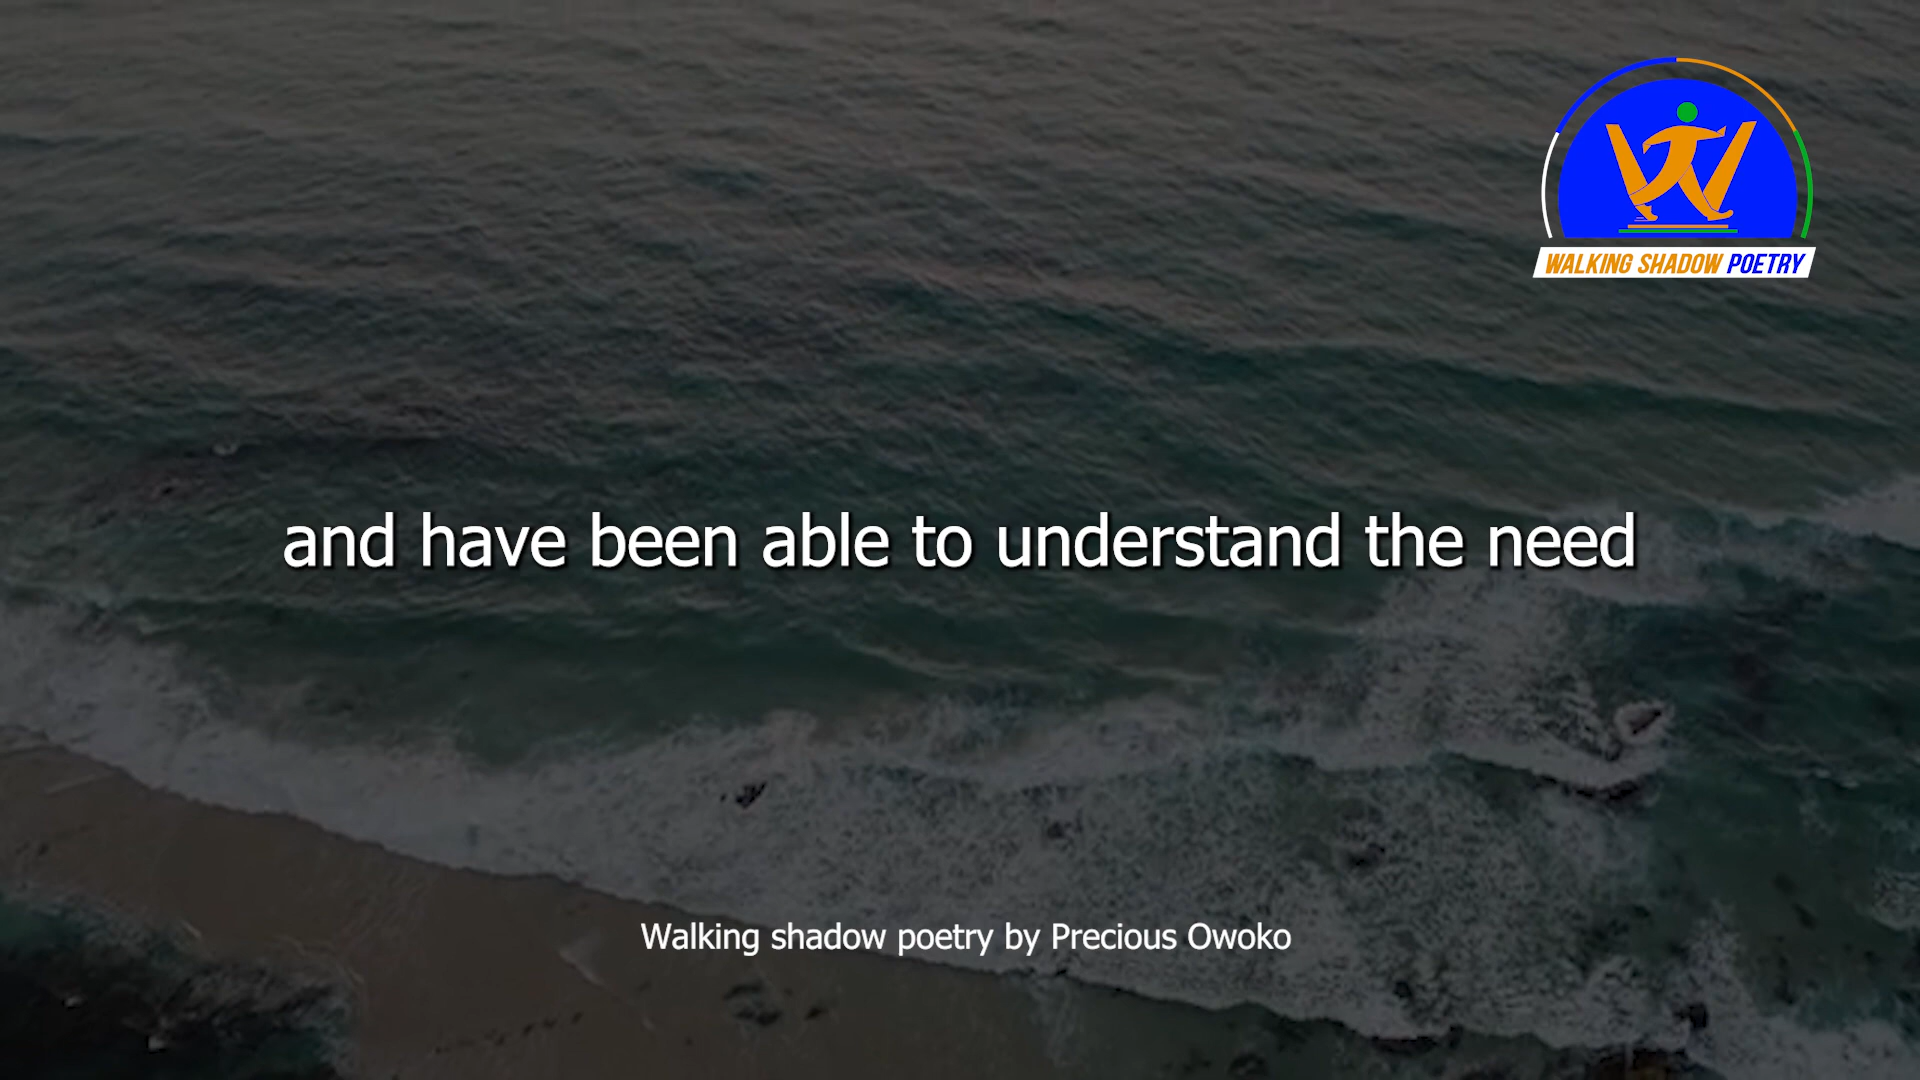 WALKING SHADOW POETRY
and have been able to understand the need
Walking shadow poetry by Precious Owoko